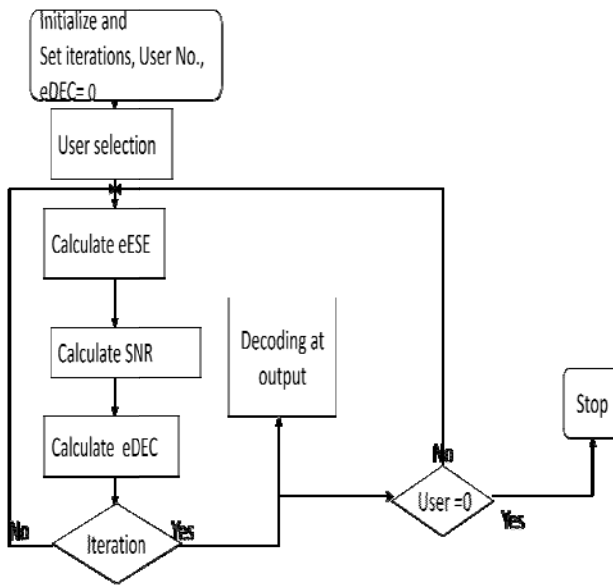 Initialize and
Set iterations, User No.,
eDEC= 0
User selection
Calculate eESE
Calculate SNR
Calculate eDEC
Iteration
No
Yes
Decoding at
output
User =0
No
Yes
Stop